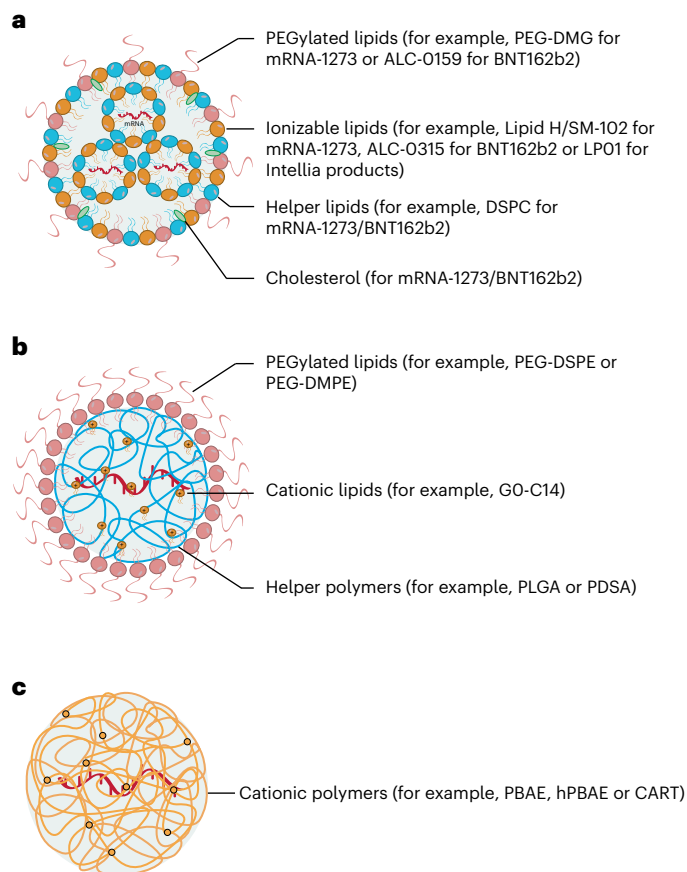 a
PEGylated lipids (for example, PEG-DMG for
mRNA-1273 or ALC-0159 for BNT162b2)
mRNA
Ionizable lipids (for example, Lipid H/SM-102 for
mRNA-1273, ALC-0315 for BNT162b2 or LP01 for
Intellia products)
Helper lipids (for example, DSPC for
mRNA-1273/BNT162b2)
Cholesterol (for mRNA-1273/BNT162b2)
b
PEGylated lipids (for example, PEG-DSPE or
PEG-DMPE)
Cationic lipids (for example, G0-C14)
Helper polymers (for example, PLGA or PDSA)
c
Cationic polymers (for example, PBAE, hPBAE or CART)